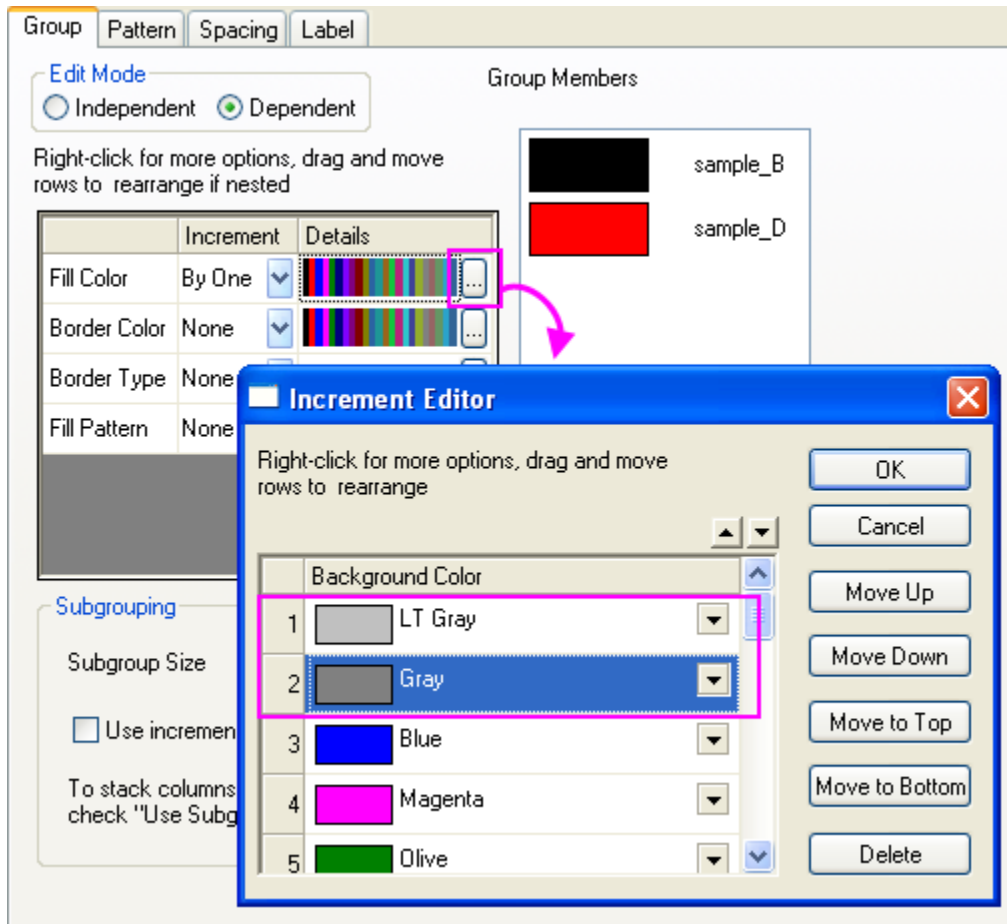 Group Pattern Spacing Label
Edit Mode
Independent Dependent
Group Members
Right-click for more options, drag and move
rows to rearrange if nested
sample_B
sample_D
Increment Details
Fill Color By One ...
Border Color None ...
Border Type None
Fill Pattern None
Increment Editor
Right-click for more options, drag and move
rows to rearrange
OK
Cancel
Background Color
Move Up
1 LT Gray
Move Down
2 Gray
Move to Top
3 Blue
Move to Bottom
4 Magenta
Delete
5 Olive
Subgrouping
Subgroup Size
Use incremen
To stack columns
check "Use Subg